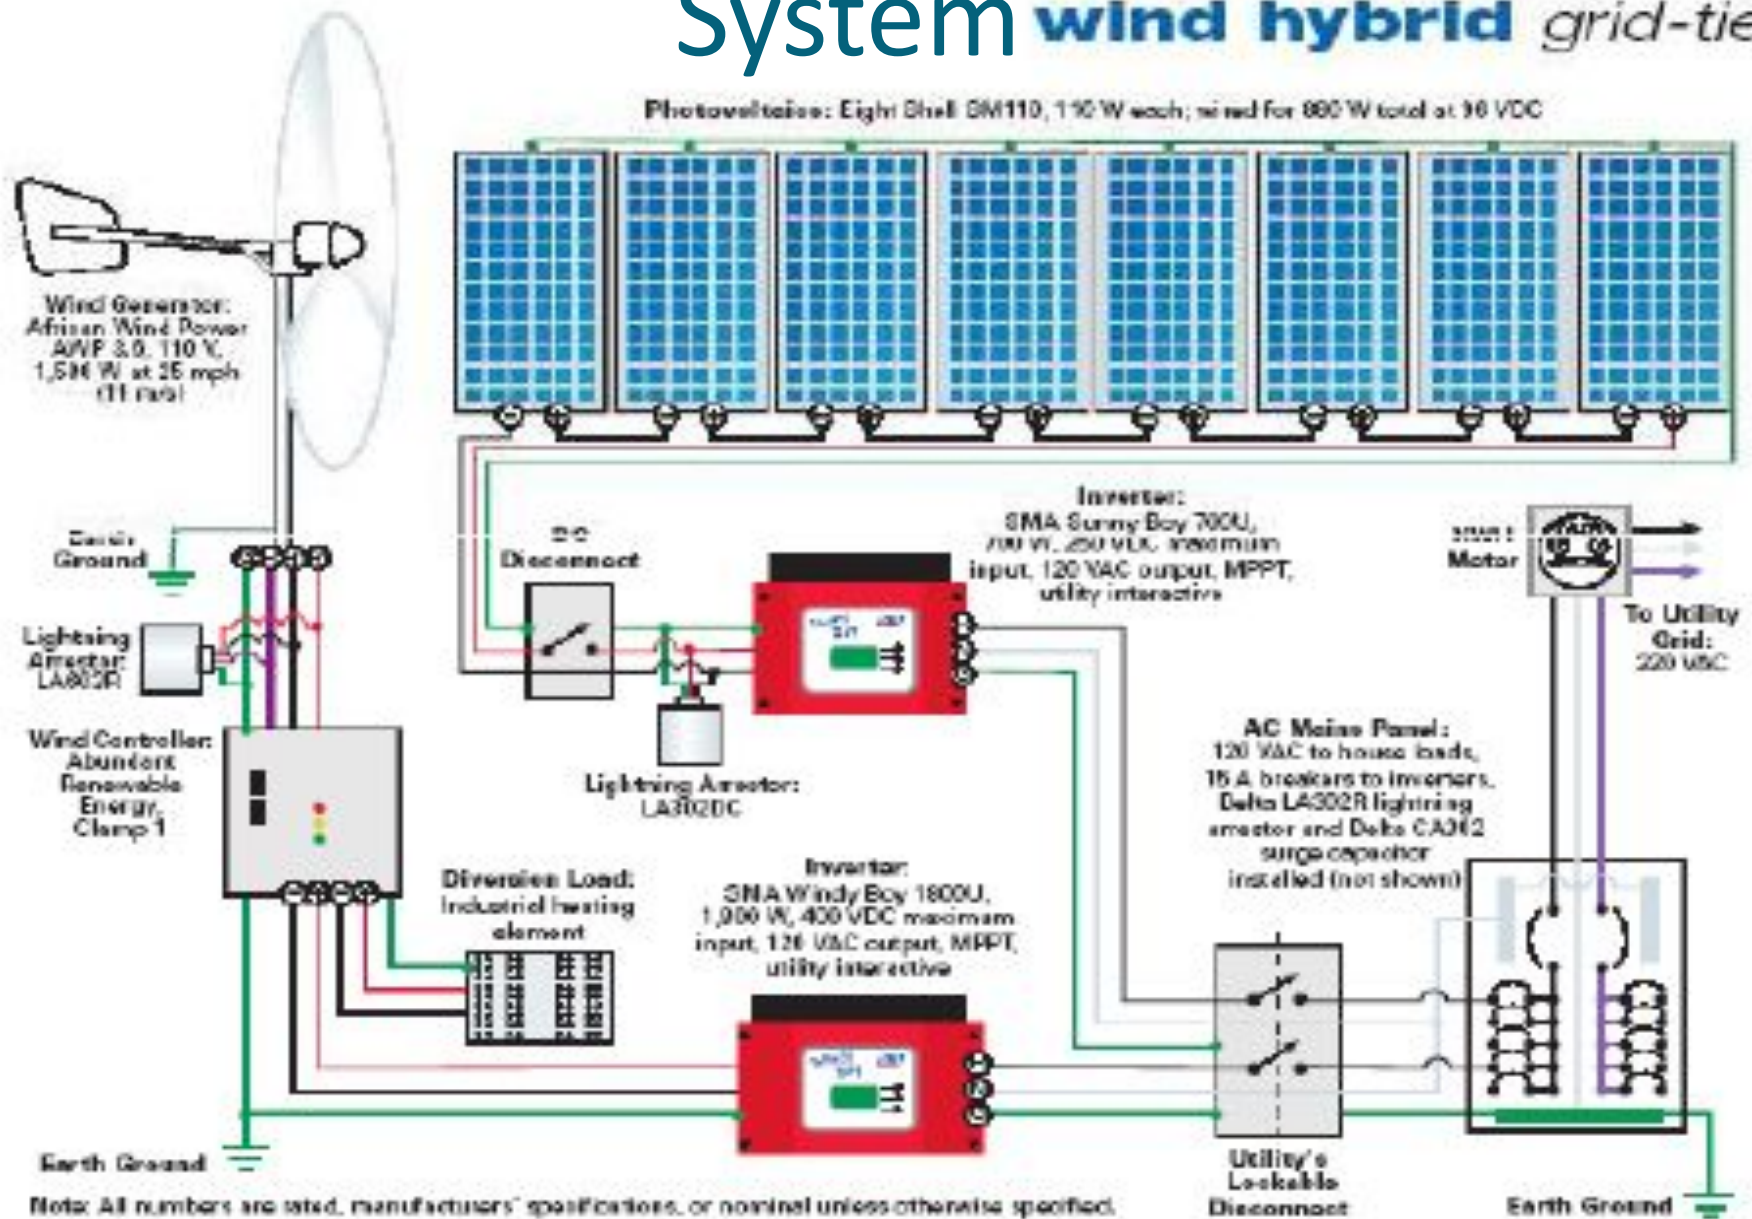 System wind hybrid grid-tie
Photovoltaics: Eight Shell SM110, 110 W each; wired for 880 W total at 96 VDC
Wind Generator:
African Wind Power
AWP 3.6, 110 V,
1,500 W at 25 mph
(11 m/s)
Earth
Ground
Lightning
Arrestor:
LA602R
Wind Controller:
Abundant
Renewable
Energy,
Clamp 1
DC
Disconnect
Inverter:
SMA Sunny Boy 700U,
700 W, 250 VDC maximum
input, 120 VAC output, MPPT,
utility interactive
Motor
To Utility
Grid:
220 VAC
Lightning Arrestor:
LA302DC
AC Mains Panel:
120 VAC to house loads,
15 A breakers to inverters,
Delta LA302R lightning
arrestor and Delta CA302
surge capacitor
installed (not shown)
Diversion Load:
Industrial heating
element
Inverter:
SMA Windy Boy 1800U,
1,800 W, 400 VDC maximum
input, 120 VAC output, MPPT,
utility interactive
Earth Ground
Utility's
Lockable
Disconnect
Earth Ground
Note: All numbers are rated, manufacturers' specifications, or nominal unless otherwise specified.